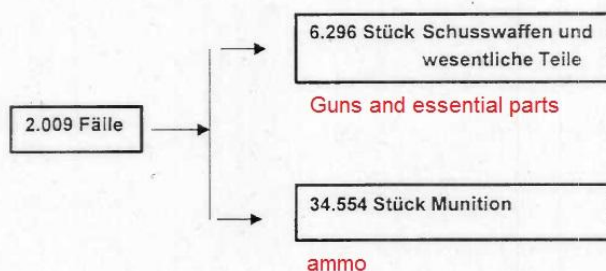 6.296 Stück Schusswaffen und
wesentliche Teile
Guns and essential parts
2.009 Fälle
34.554 Stück Munition
ammo